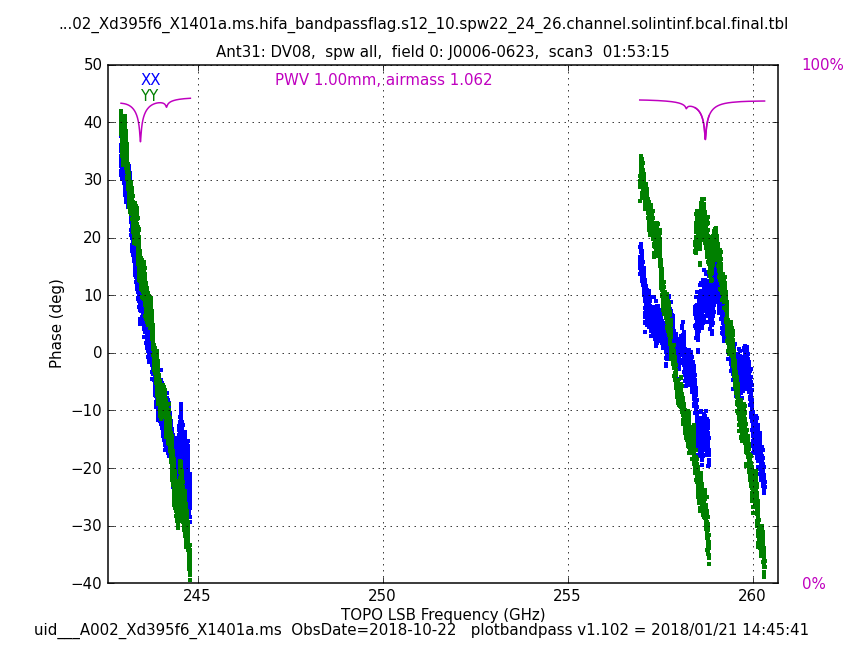 ...02_Xd395f6_X1401a.ms.hifa_bandpassflag.s12_10.spw22_24_26.channel.solintinf.bcal.final.tbl
Ant31: DV08,  spw all,  field 0: J0006-0623,  scan3  01:53:15
50
100%
XX
PWV 1.00mm, airmass 1.062
YY
40
30
20
10
0
−10
−20
−30
−40
0%
Phase (deg)
245
250
255
260
TOPO LSB Frequency (GHz)
uid___A002_Xd395f6_X1401a.ms  ObsDate=2018-10-22   plotbandpass v1.102 = 2018/01/21 14:45:41